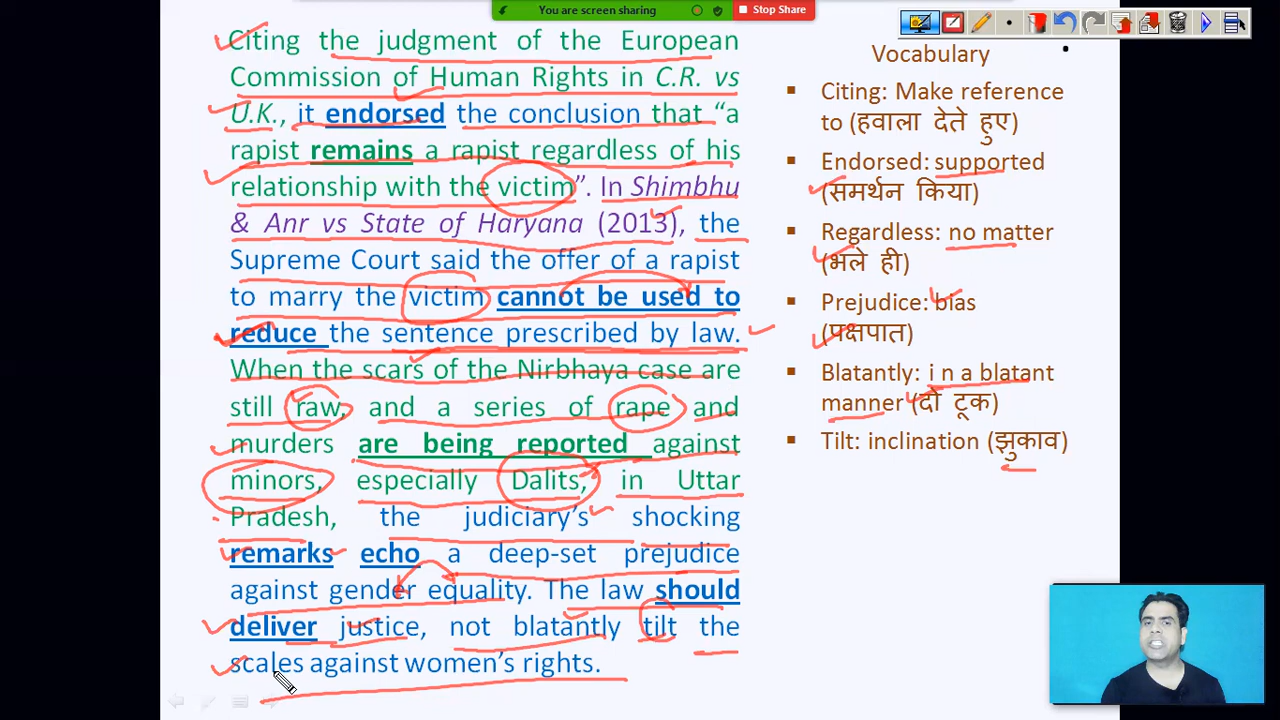 You are screen sharing
Stop Share
Citing the judgment of the European
Commission of Human Rights in C.R. vs
U.K., it endorsed the conclusion that “a
rapist remains a rapist regardless of his
relationship with the victim”. In Shimbhu
& Anr vs State of Haryana (2013), the
Supreme Court said the offer of a rapist
to marry the victim cannot be used to
reduce the sentence prescribed by law.
When the scars of the Nirbhaya case are
still raw, and a series of rape and
murders are being reported against
minors, especially Dalits, in Uttar
Pradesh, the judiciary’s shocking
remarks echo a deep-set prejudice
against gender equality. The law should
deliver justice, not blatantly tilt the
scales against women’s rights.
Vocabulary
Citing: Make reference
to (हवाला देते हुए)
Endorsed: supported
(समर्थन किया)
Regardless: no matter
(भले ही)
Prejudice: bias
(पक्षपात)
Blatantly: i n a blatant
manner (दो टूक)
Tilt: inclination (झुकाव)